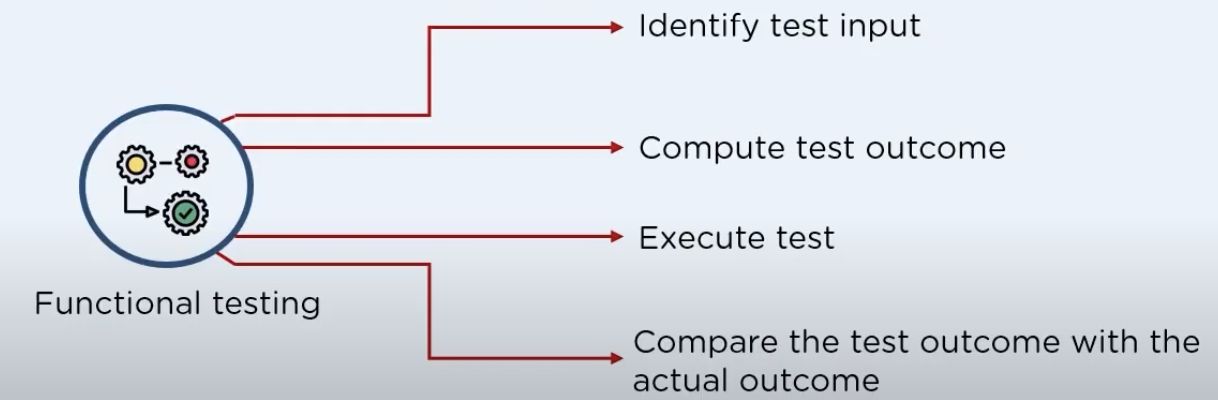 Identify test input
Compute test outcome
Execute test
Functional testing
Compare the test outcome with the
actual outcome